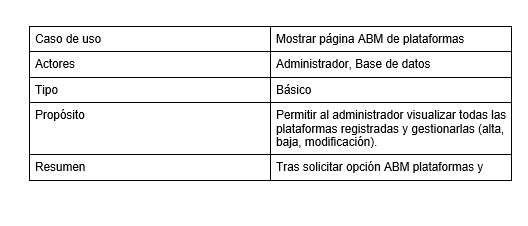 Caso de uso Mostrar página ABM de plataformas
Actores Administrador, Base de datos
Tipo Básico
Propósito Permitir al administrador visualizar todas las
plataformas registradas y gestionarlas (alta,
baja, modificación).
Resumen Tras solicitar opción ABM plataformas y